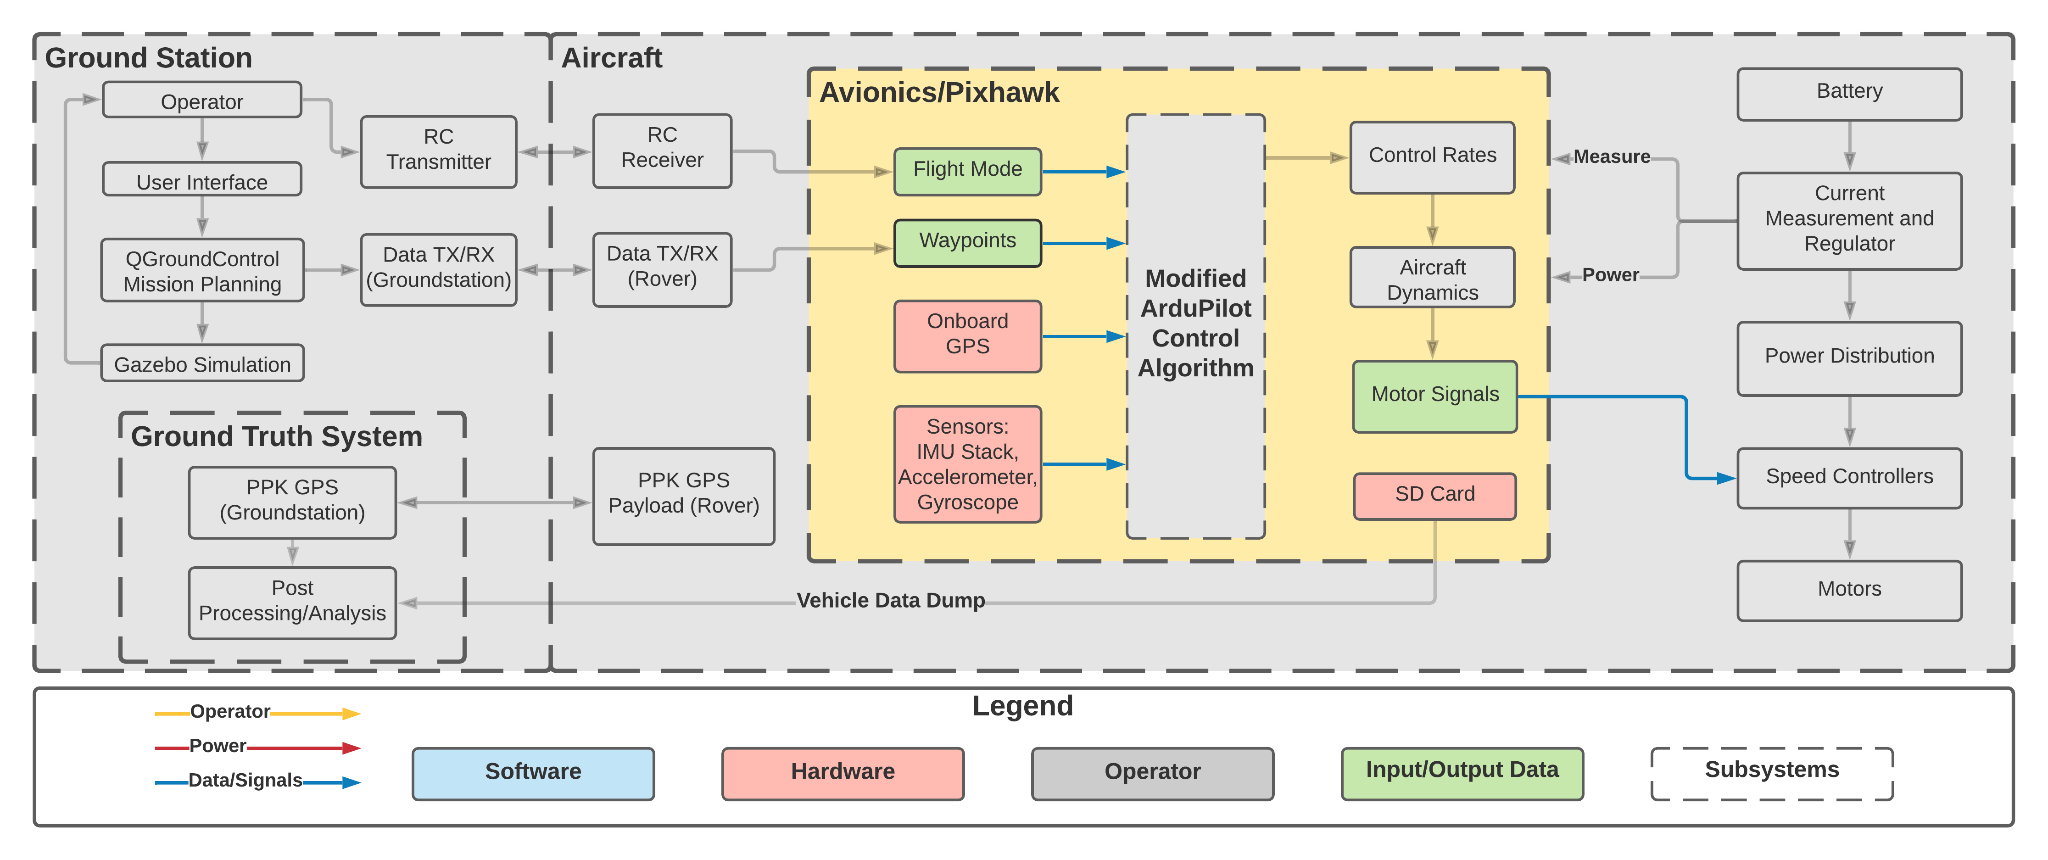 Ground Station
Operator
User Interface
QGroundControl
Mission Planning
Gazebo Simulation
RC
Transmitter
Data TX/RX
(Groundstation)
Ground Truth System
PPK GPS
(Groundstation)
Post
Processing/Analysis
Aircraft
RC
Receiver
Data TX/RX
(Rover)
PPK GPS
Payload (Rover)
Vehicle Data Dump
Avionics/Pixhawk
Flight Mode
Waypoints
Onboard
GPS
Sensors:
IMU Stack,
Accelerometer,
Gyroscope
Modified
ArduPilot
Control
Algorithm
Control Rates
Aircraft
Dynamics
Motor Signals
SD Card
Measure
Power
Battery
Current
Measurement and
Regulator
Power Distribution
Speed Controllers
Motors
Legend
Operator
Power
Data/Signals
Software
Hardware
Operator
Input/Output Data
Subsystems